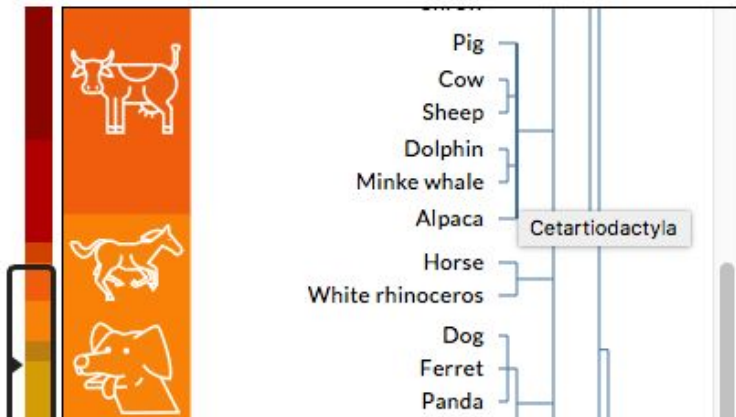 Pig
Cow
Sheep
Dolphin
Minke whale
Alpaca
Cetartiodactyla
Horse
White rhinoceros
Dog
Ferret
Panda